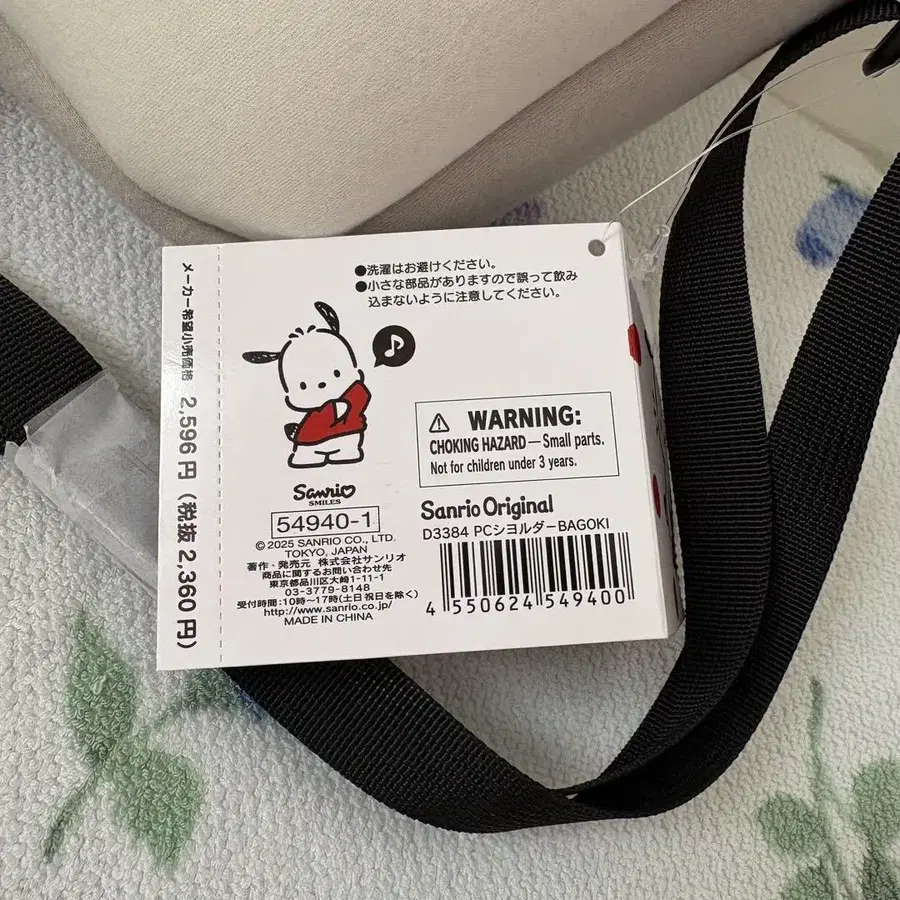 メーカー希望小売価格 2,596円(税抜 2,360円)
●洗濯はお避けください。
●小さな部品がありますので誤って飲み
込まないように注意してください。
⚠ WARNING:
CHOKING HAZARD—Small parts.
Not for children under 3 years.
Sanrio
SMILES
54940-1
© 2025 SANRIO CO., LTD.
TOKYO, JAPAN
著作・発売元 株式会社サンリオ
商品に関するお問い合わせ先
東京都品川区大崎1-11-1
03-3779-8148
受付時間:10時〜17時(土日祝日を除く)
http://www.sanrio.co.jp/
MADE IN CHINA
Sanrio Original
D3384 PCシヨルダーBAGOKI
4 550624 549400